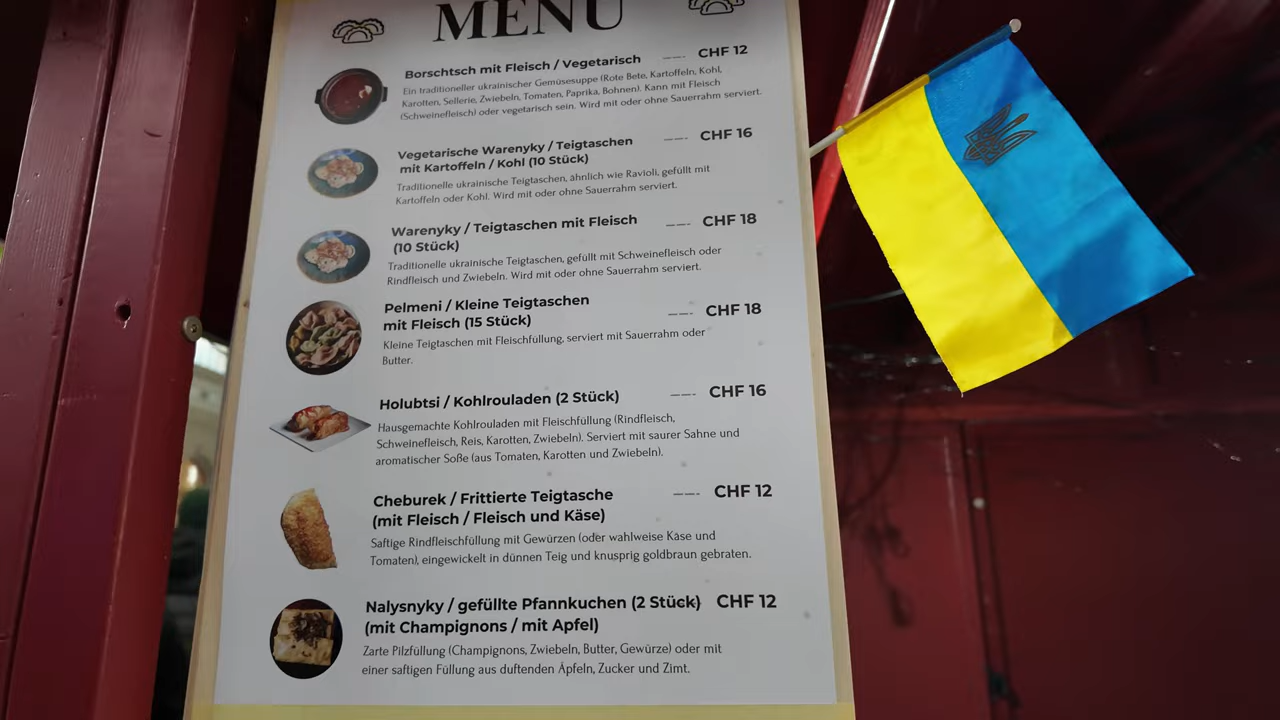 MENU
Borschtsch mit Fleisch / Vegetarisch ——- CHF 12
Ein traditioneller ukrainischer Gemüsesuppe (Rote Bete, Kartoffeln, Kohl,
Karotten, Sellerie, Zwiebeln, Tomaten, Paprika, Bohnen). Kann mit Fleisch
(Schweinefleisch) oder vegetarisch sein. Wird mit oder ohne Sauerrahm serviert.
Vegetarische Warenyky / Teigtaschen ——- CHF 16
mit Kartoffeln / Kohl (10 Stück)
Traditionelle ukrainische Teigtaschen, ähnlich wie Ravioli, gefüllt mit
Kartoffeln oder Kohl. Wird mit oder ohne Sauerrahm serviert.
Warenyky / Teigtaschen mit Fleisch ——- CHF 18
(10 Stück)
Traditionelle ukrainische Teigtaschen, gefüllt mit Schweinefleisch oder
Rindfleisch und Zwiebeln. Wird mit oder ohne Sauerrahm serviert.
Pelmeni / Kleine Teigtaschen ——- CHF 18
mit Fleisch (15 Stück)
Kleine Teigtaschen mit Fleischfüllung, serviert mit Sauerrahm oder
Butter.
Holubtsi / Kohlrouladen (2 Stück) ——- CHF 16
Hausgemachte Kohlrouladen mit Fleischfüllung (Rindfleisch,
Schweinefleisch, Reis, Karotten, Zwiebeln). Serviert mit saurer Sahne und
aromatischer Soße (aus Tomaten, Karotten und Zwiebeln).
Cheburek / Frittierte Teigtasche ——- CHF 12
(mit Fleisch / Fleisch und Käse)
Saftige Rindfleischfüllung mit Gewürzen (oder wahlweise Käse und
Tomaten), eingewickelt in dünnen Teig und knusprig goldbraun gebraten.
Nalysnyky / gefüllte Pfannkuchen (2 Stück) CHF 12
(mit Champignons / mit Apfel)
Zarte Pilzfüllung (Champignons, Zwiebeln, Butter, Gewürze) oder mit
einer saftigen Füllung aus duftenden Äpfeln, Zucker und Zimt.